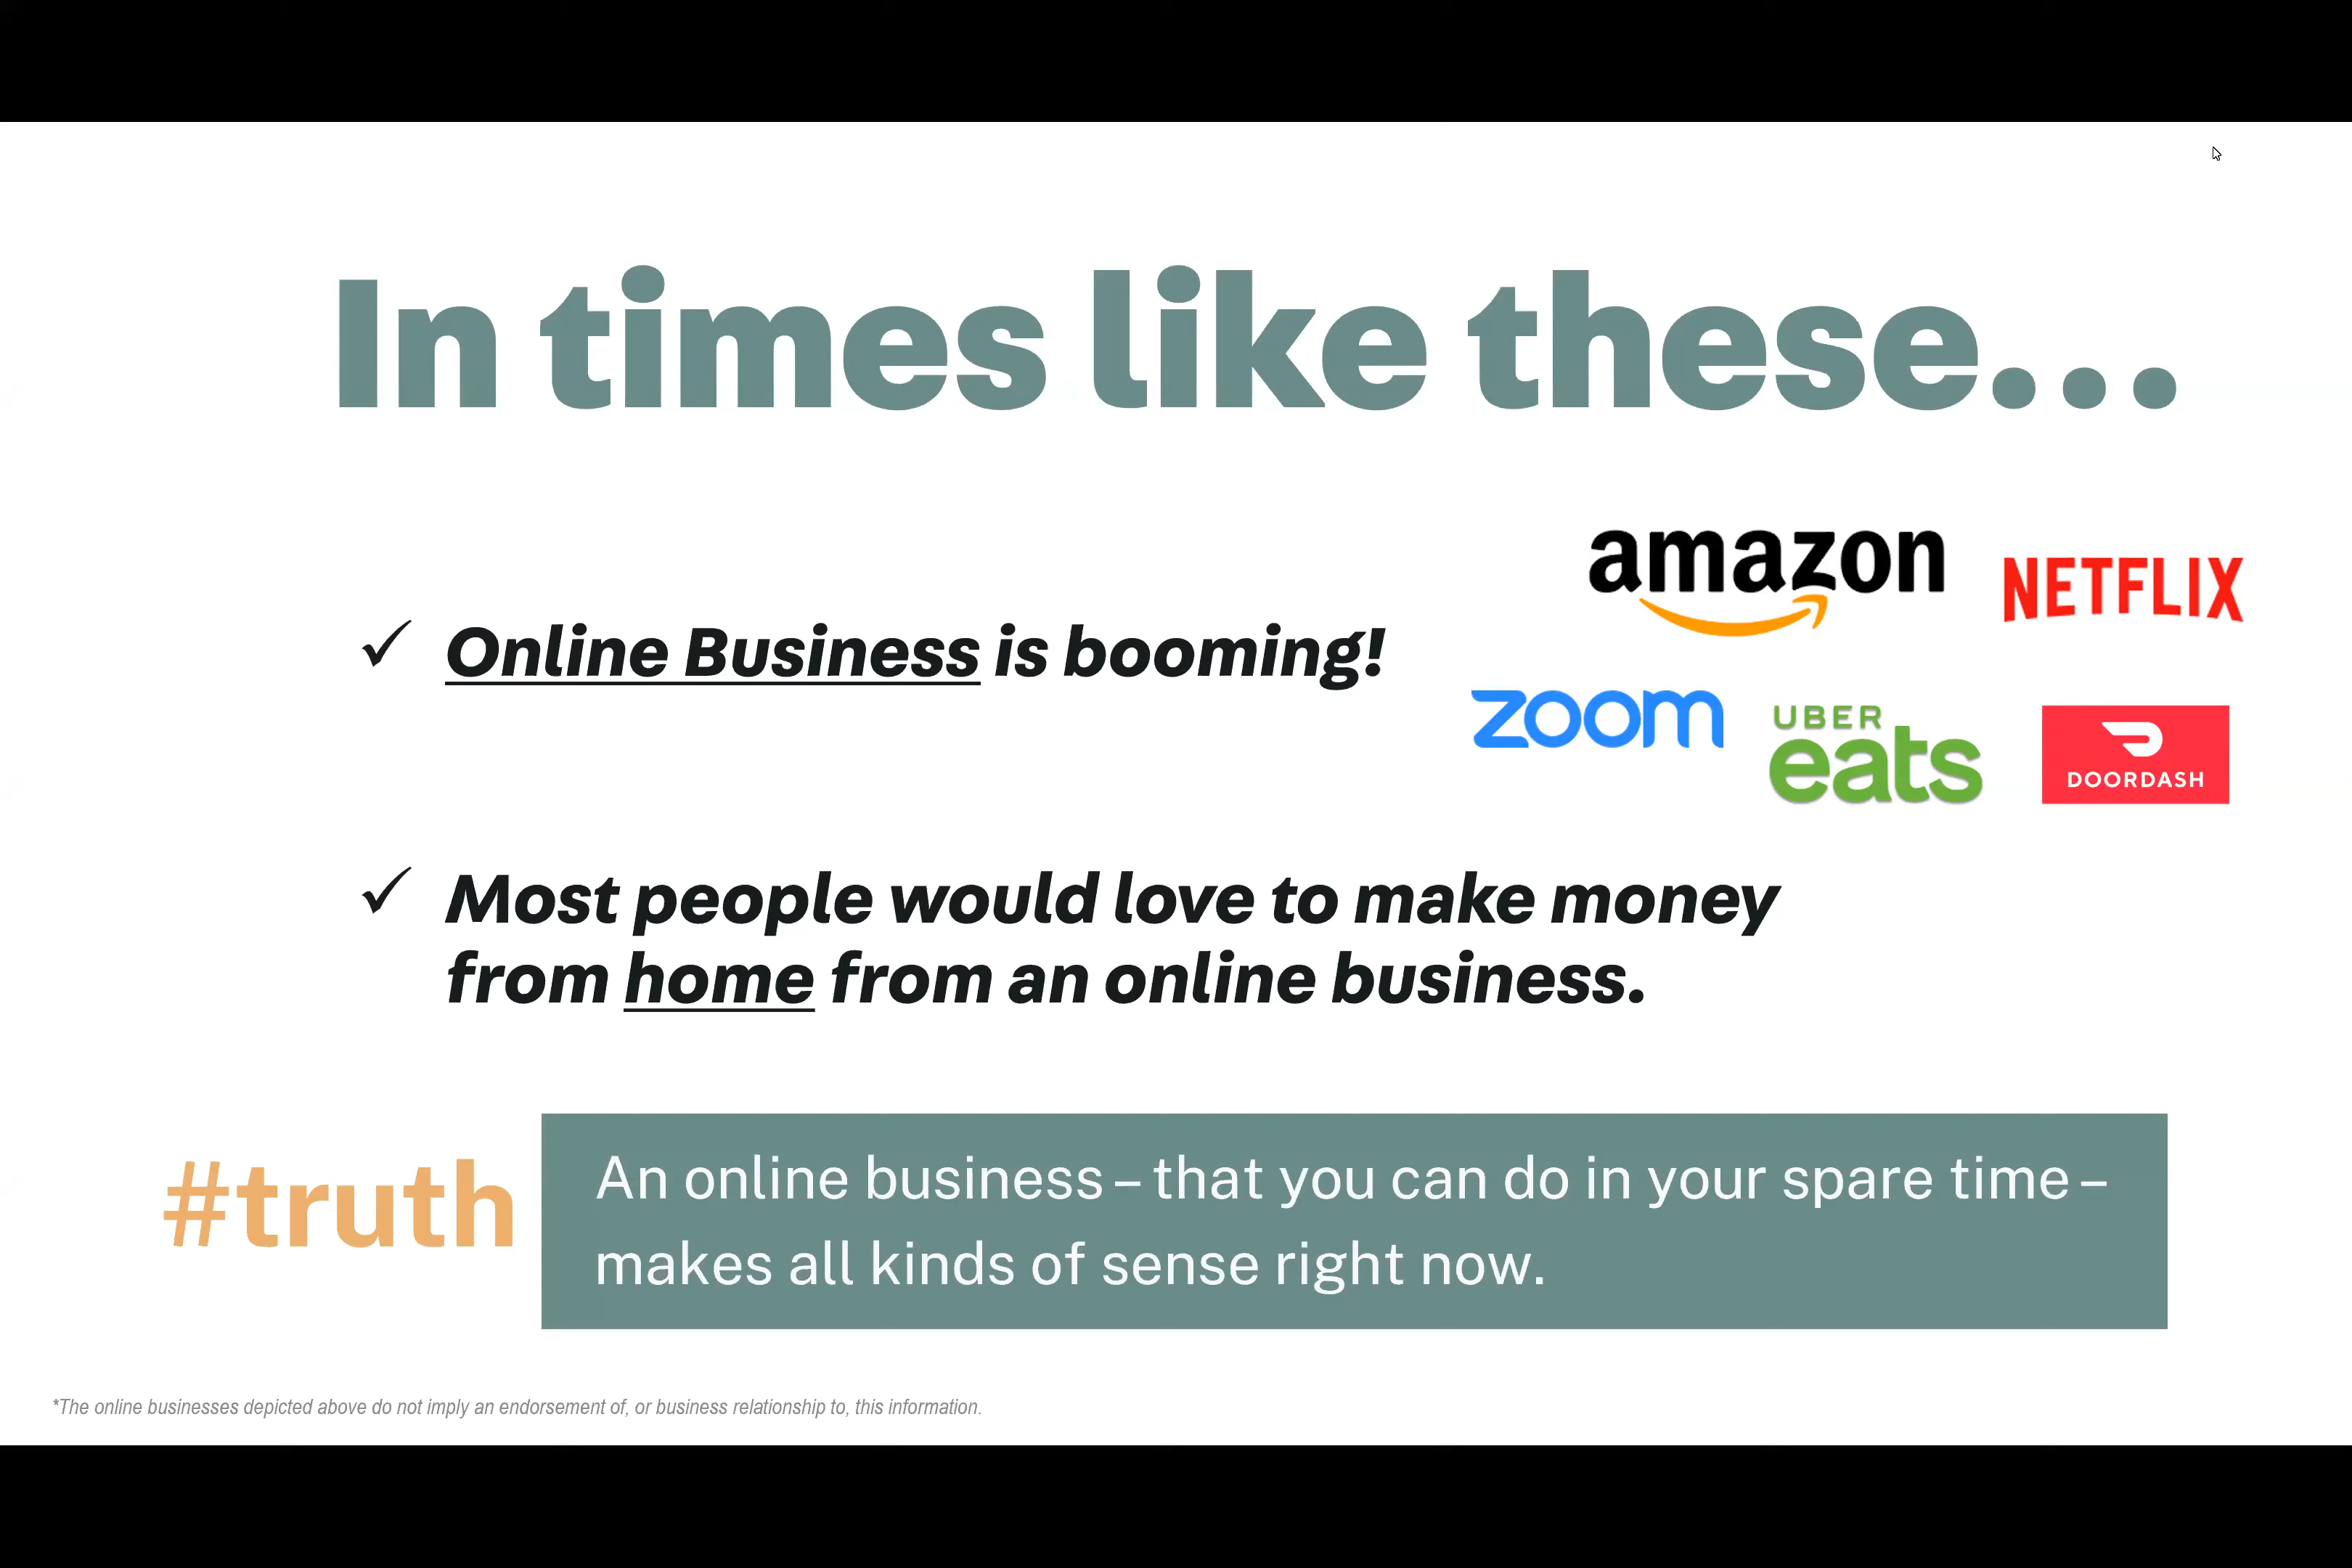 In times like these...
amazon
NETFLIX
✓ Online Business is booming!
zoom
UBER
eats
DOORDASH
✓ Most people would love to make money
from home from an online business.
#truth
An online business – that you can do in your spare time –
makes all kinds of sense right now.
*The online businesses depicted above do not imply an endorsement of, or business relationship to, this information.